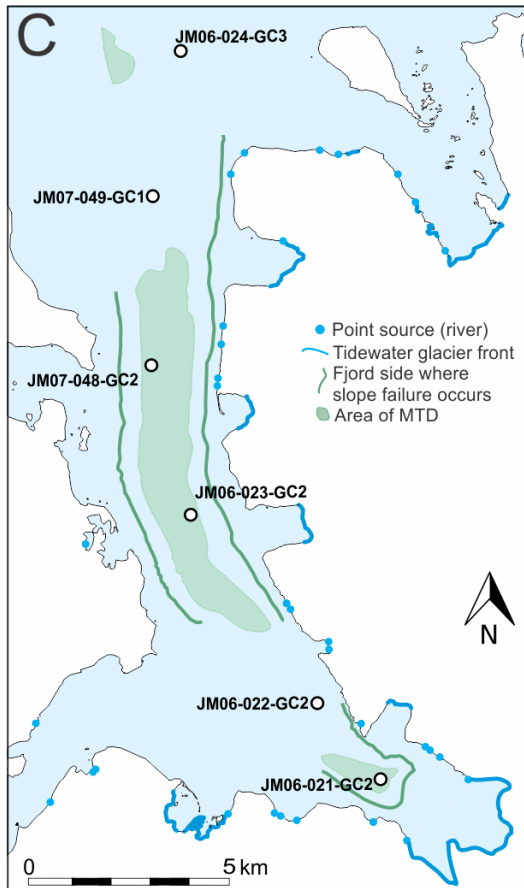 C
JM06-024-GC3
JM07-049-GC1
Point source (river)
Tidewater glacier front
Fjord side where
slope failure occurs
Area of MTD
JM07-048-GC2
JM06-023-GC2
N
JM06-022-GC2
JM06-021-GC2
0 5 km